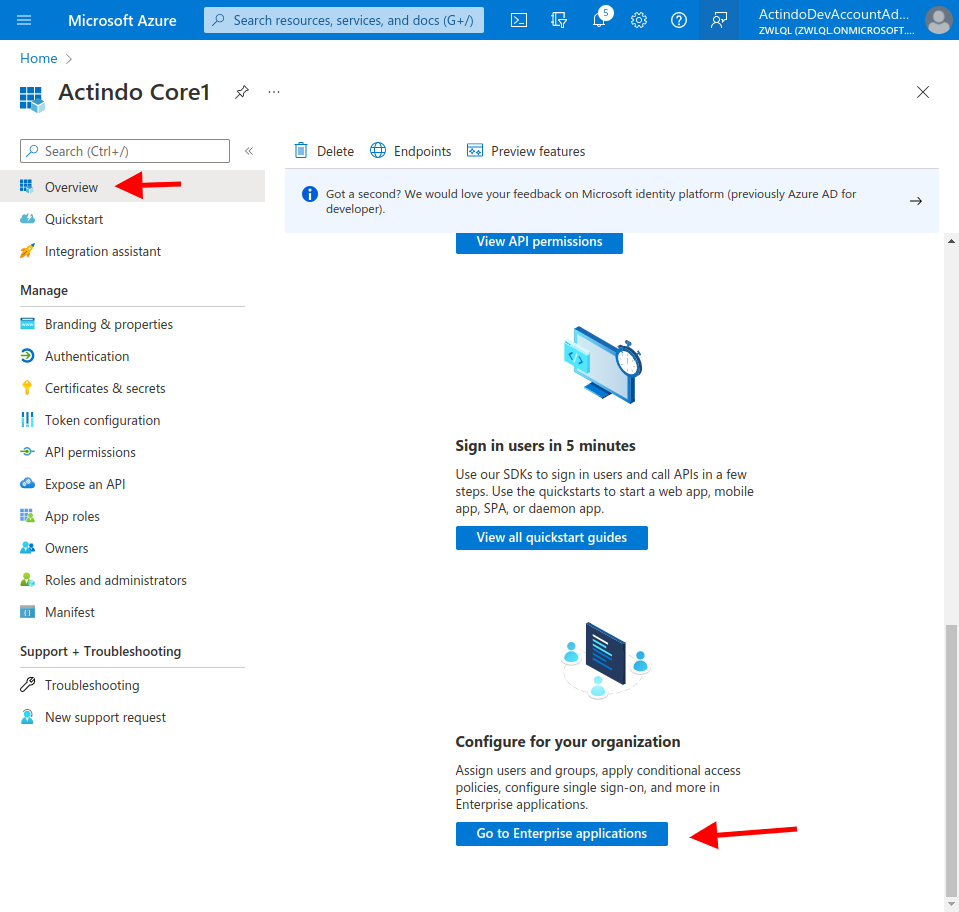 Microsoft Azure
Search resources, services, and docs (G+/)
5
ActindoDevAccountAd...
ZWLQL (ZWLQL.ONMICROSOFT....
Home
Actindo Core1
...
Search (Ctrl+/)
«
Overview
Quickstart
Integration assistant
Manage
Branding & properties
Authentication
Certificates & secrets
Token configuration
API permissions
Expose an API
App roles
Owners
Roles and administrators
Manifest
Support + Troubleshooting
Troubleshooting
New support request
Delete
Endpoints
Preview features
Got a second? We would love your feedback on Microsoft identity platform (previously Azure AD for
developer).
View API permissions
Sign in users in 5 minutes
Use our SDKs to sign in users and call APIs in a few
steps. Use the quickstarts to start a web app, mobile
app, SPA, or daemon app.
View all quickstart guides
Configure for your organization
Assign users and groups, apply conditional access
policies, configure single sign-on, and more in
Enterprise applications.
Go to Enterprise applications